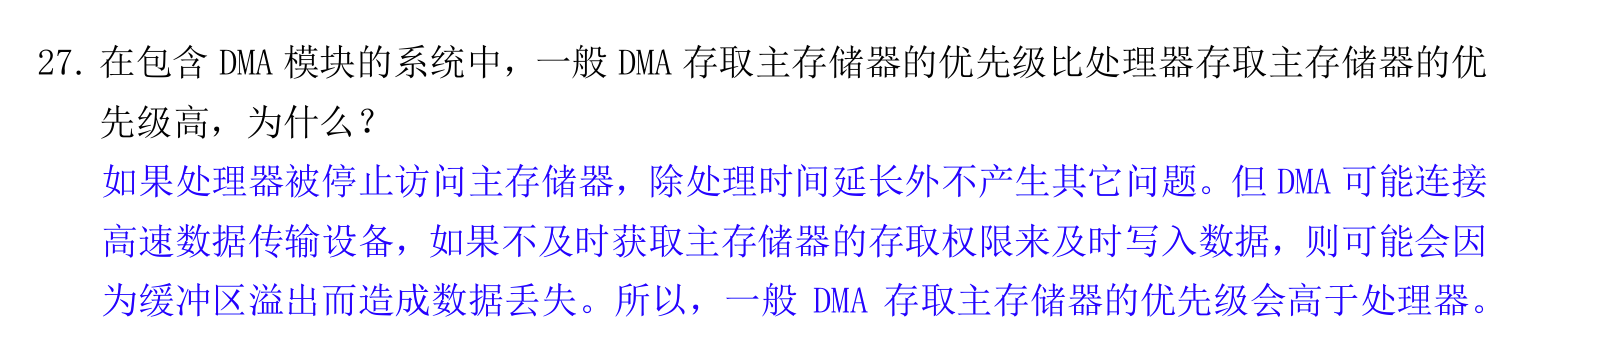 27. 在包含 DMA 模块的系统中，一般 DMA 存取主存储器的优先级比处理器存取主存储器的优
先级高，为什么？
如果处理器被停止访问主存储器，除处理时间延长外不产生其它问题。但 DMA 可能连接
高速数据传输设备，如果不及时获取主存储器的存取权限来及时写入数据，则可能会因
为缓冲区溢出而造成数据丢失。所以，一般 DMA 存取主存储器的优先级会高于处理器。